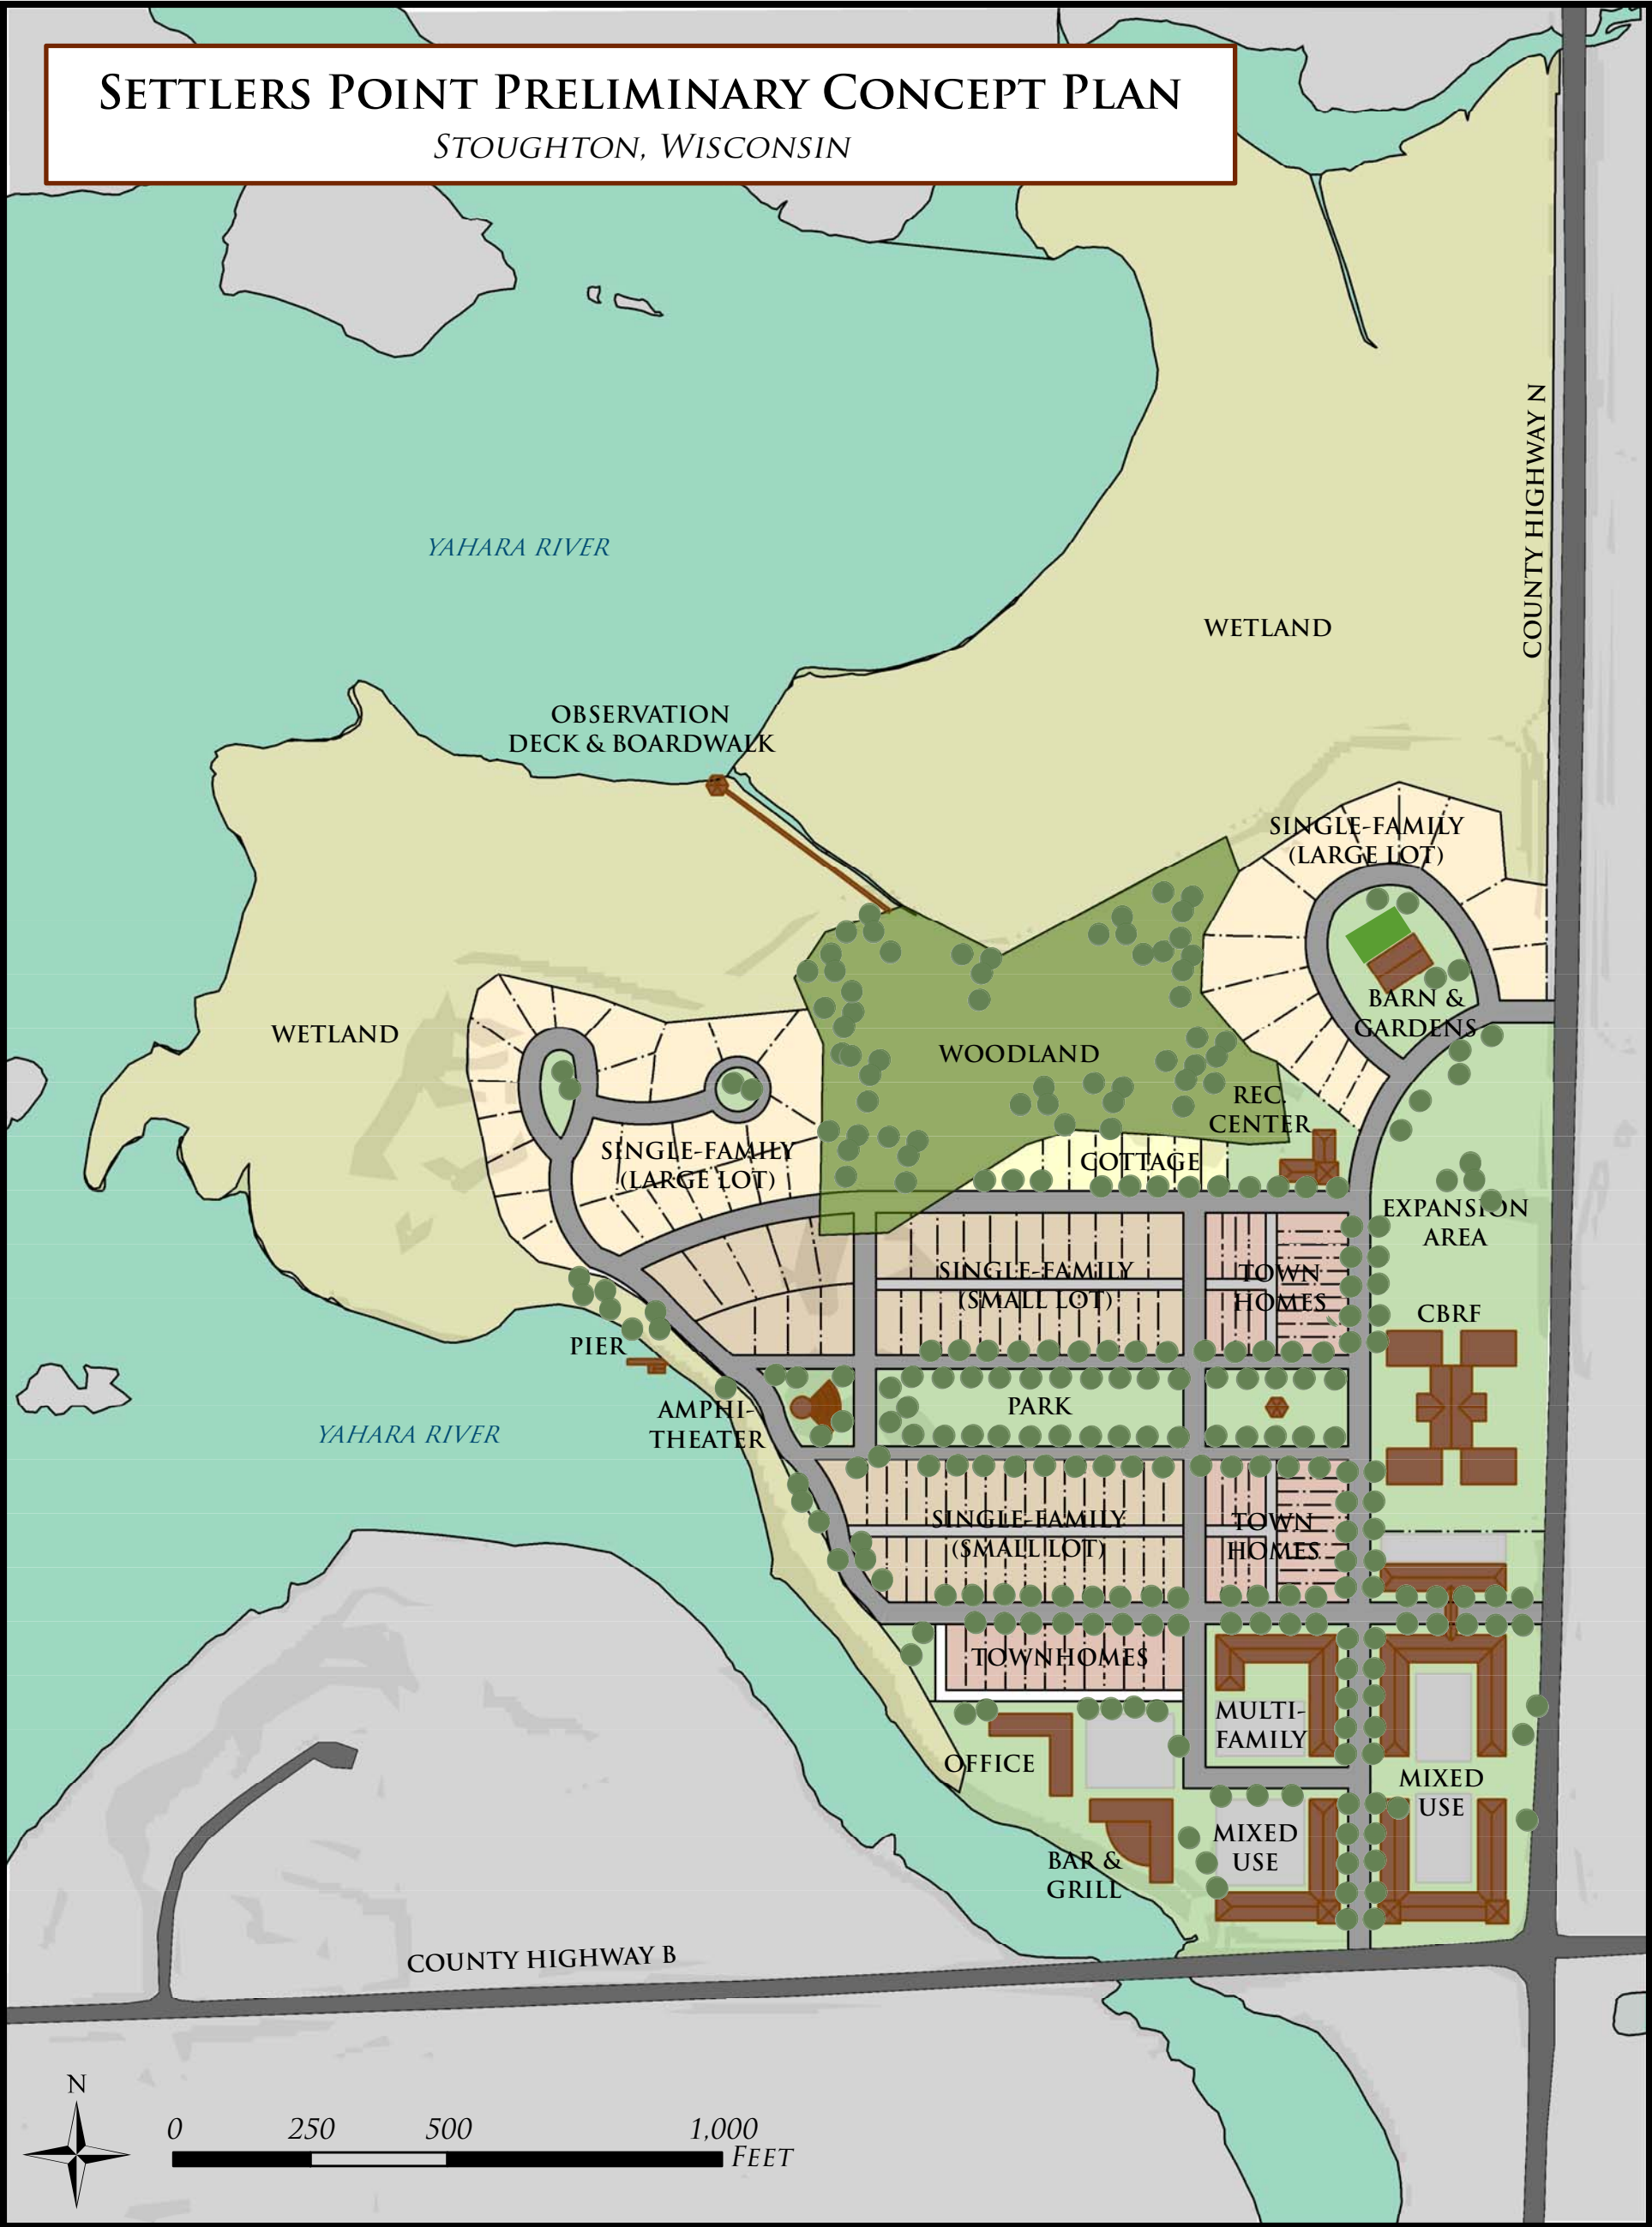 SETTLERS POINT PRELIMINARY CONCEPT PLAN
STOUGHTON, WISCONSIN
COUNTY HIGHWAY N
YAHARA RIVER
WETLAND
OBSERVATION
DECK & BOARDWALK
SINGLE-FAMILY
(LARGE LOT)
BARN &
GARDENS
WETLAND
WOODLAND
REC.
CENTER
SINGLE-FAMILY
(LARGE LOT)
COTTAGE
EXPANSION
AREA
SINGLE-FAMILY
(SMALL LOT)
TOWN
HOMES
CBRF
PIER
AMPHI-
THEATER
PARK
YAHARA RIVER
SINGLE-FAMILY
(SMALL LOT)
TOWN
HOMES
TOWNHOMES
MULTI-
FAMILY
OFFICE
MIXED
USE
MIXED
USE
BAR &
GRILL
COUNTY HIGHWAY B
N
0 250 500 1,000
FEET